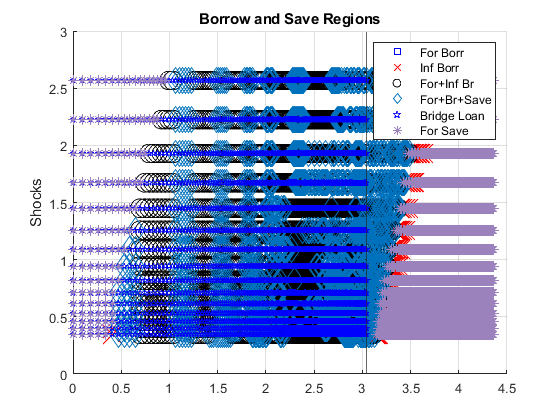 Borrow and Save Regions
3
2.5
2
1.5
1
0.5
0
Shocks
0
0.5
1
1.5
2
2.5
3
3.5
4
4.5
For Borr
Inf Borr
For+Inf Br
For+Br+Save
Bridge Loan
For Save